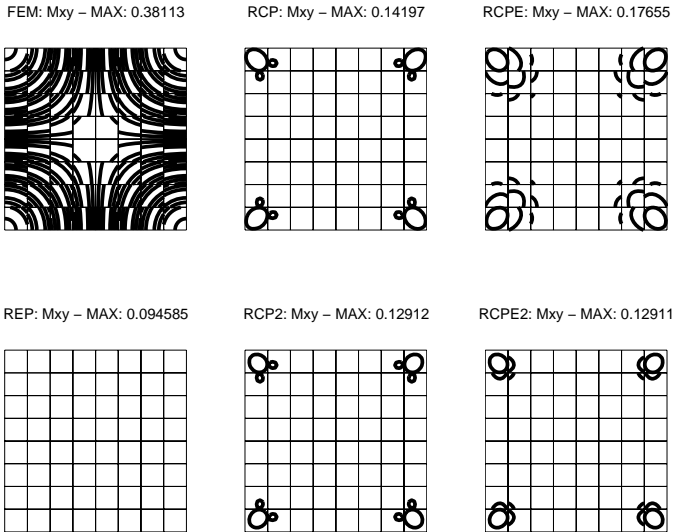 FEM: Mxy – MAX: 0.38113
RCP: Mxy – MAX: 0.14197
RCPE: Mxy – MAX: 0.17655
REP: Mxy – MAX: 0.094585
RCP2: Mxy – MAX: 0.12912
RCPE2: Mxy – MAX: 0.12911